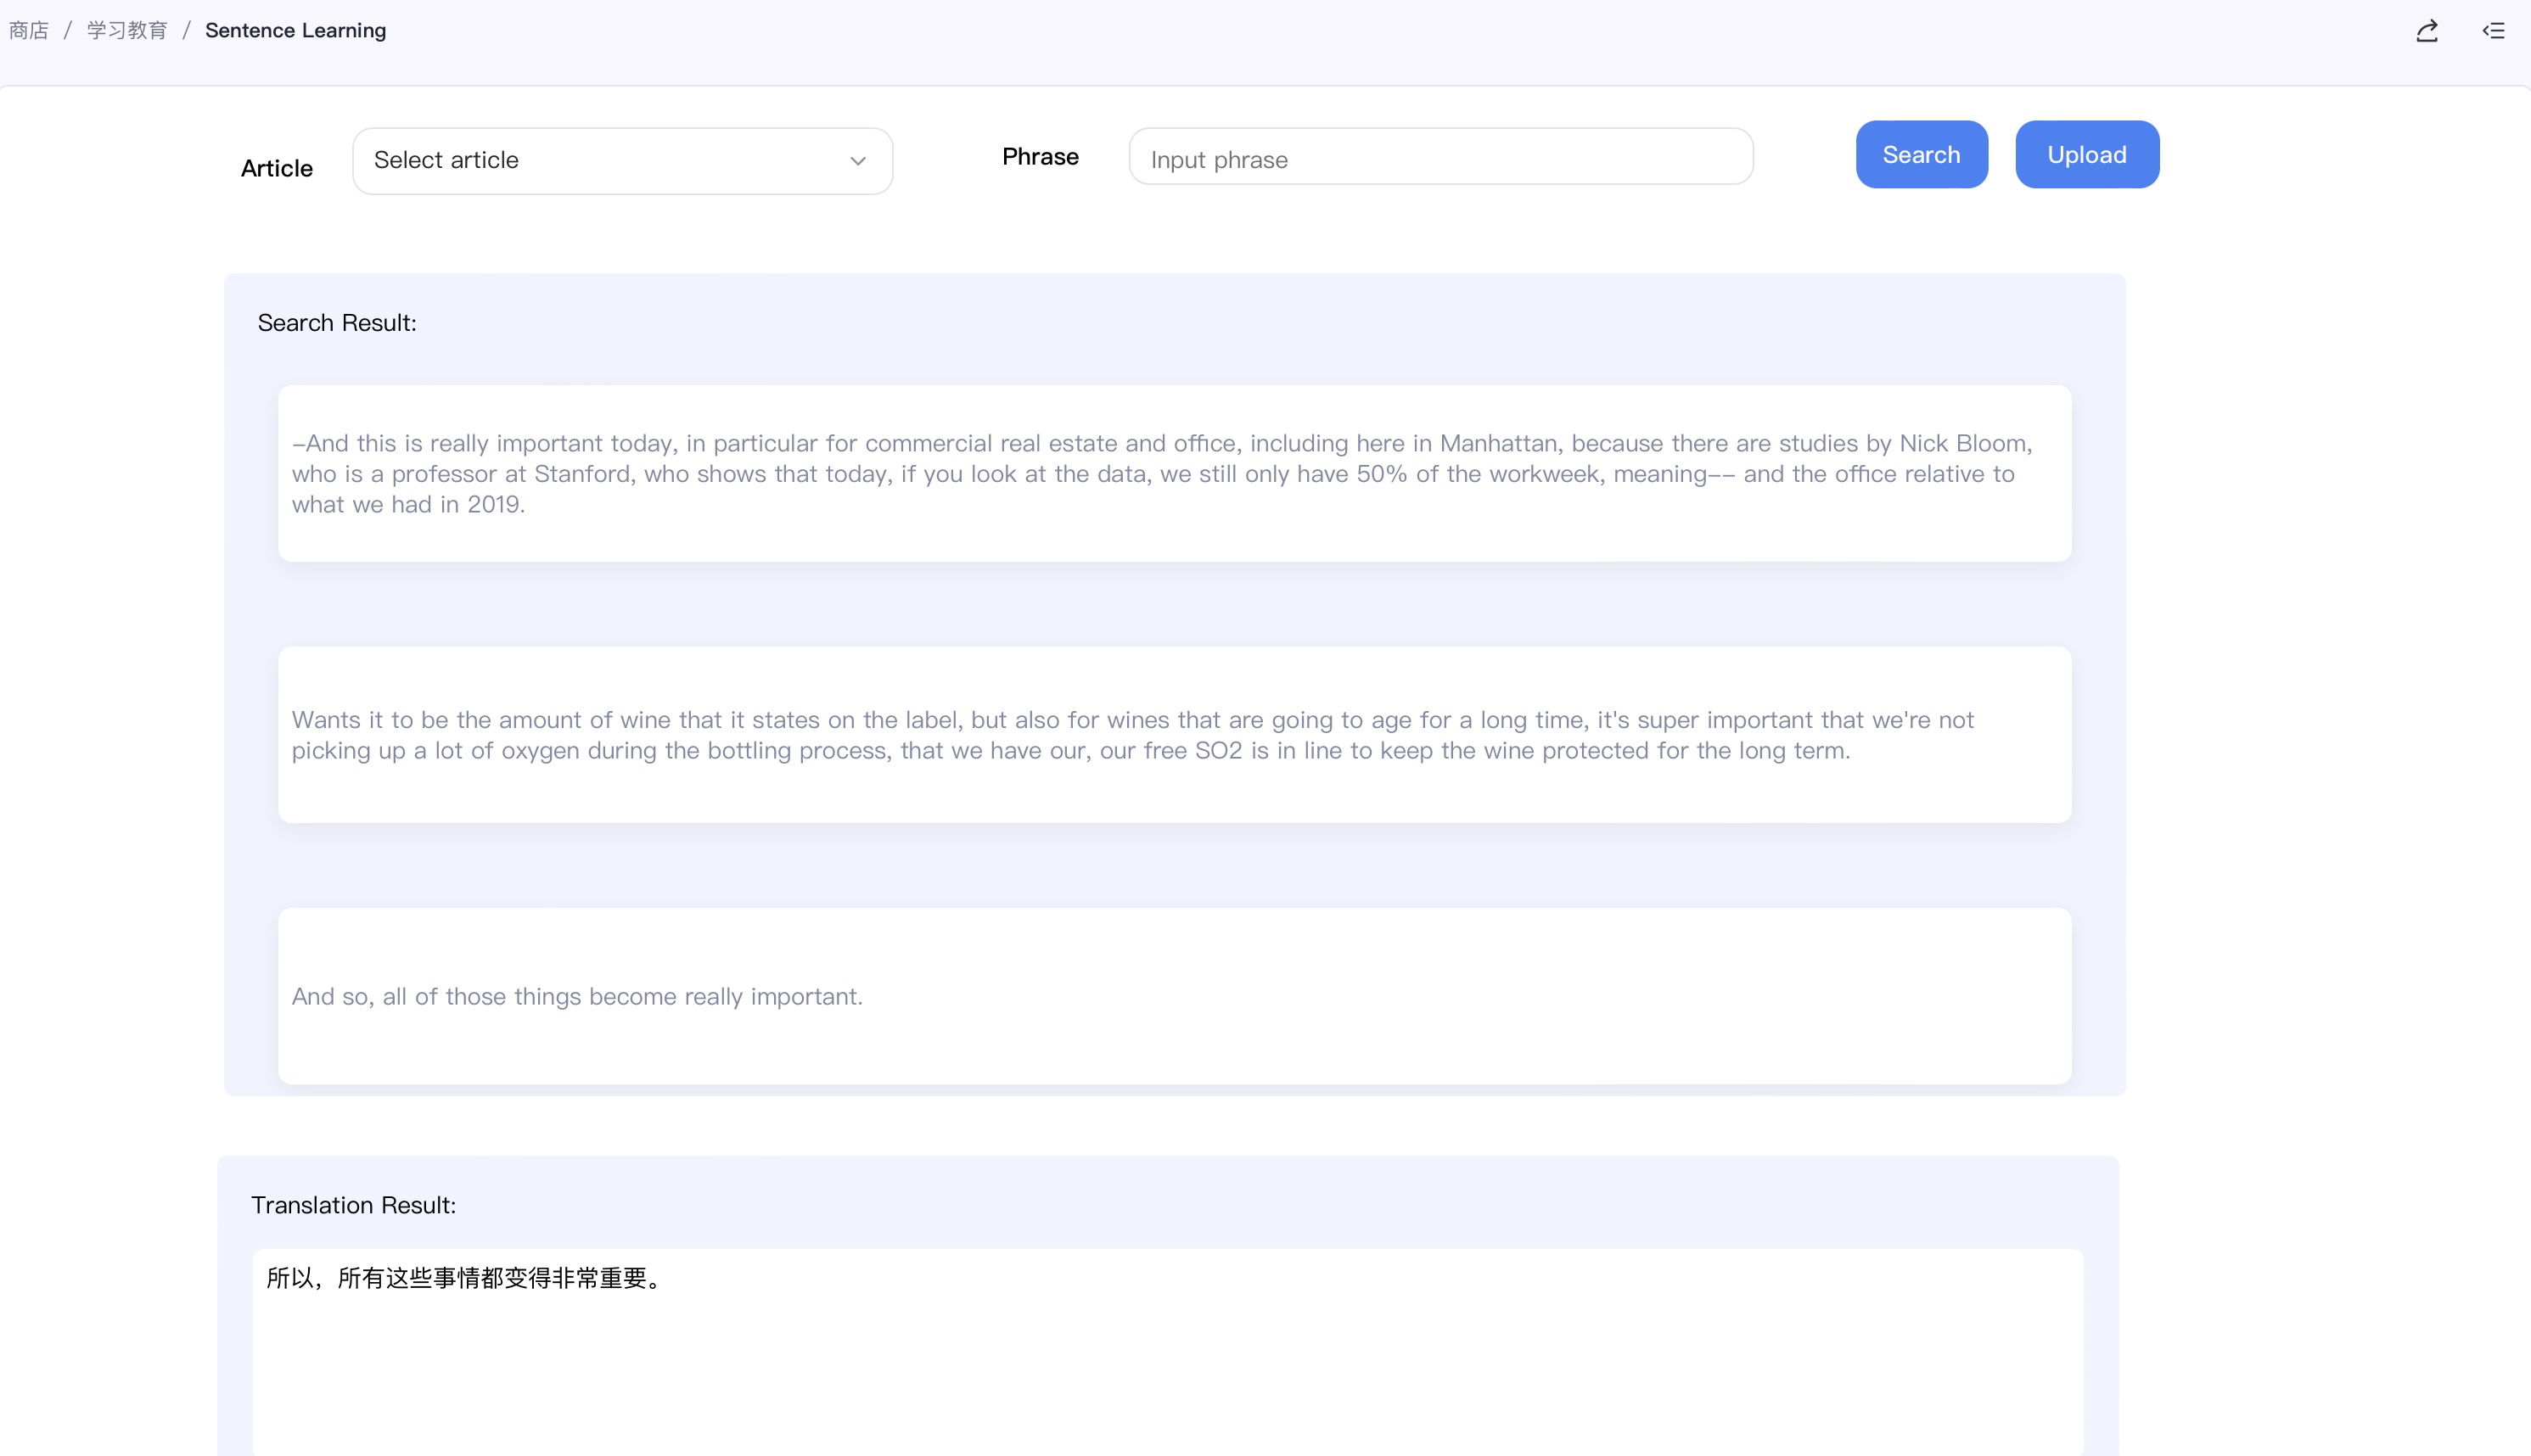 商店 / 学习教育 / Sentence Learning
Article
Select article
Phrase
Input phrase
Search
Upload
Search Result:
-And this is really important today, in particular for commercial real estate and office, including here in Manhattan, because there are studies by Nick Bloom,
who is a professor at Stanford, who shows that today, if you look at the data, we still only have 50% of the workweek, meaning-- and the office relative to
what we had in 2019.
Wants it to be the amount of wine that it states on the label, but also for wines that are going to age for a long time, it's super important that we're not
picking up a lot of oxygen during the bottling process, that we have our, our free SO2 is in line to keep the wine protected for the long term.
And so, all of those things become really important.
Translation Result:
所以，所有这些事情都变得非常重要。